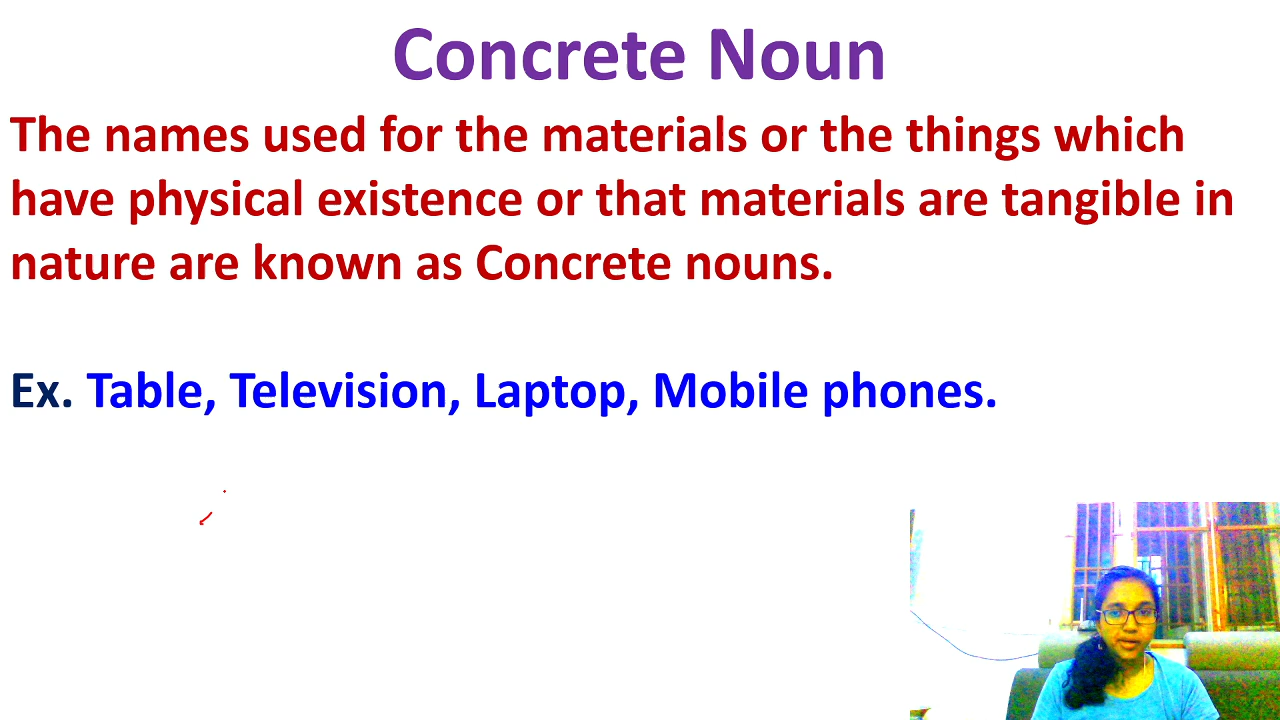 Concrete Noun
The names used for the materials or the things which
have physical existence or that materials are tangible in
nature are known as Concrete nouns.
Ex. Table, Television, Laptop, Mobile phones.